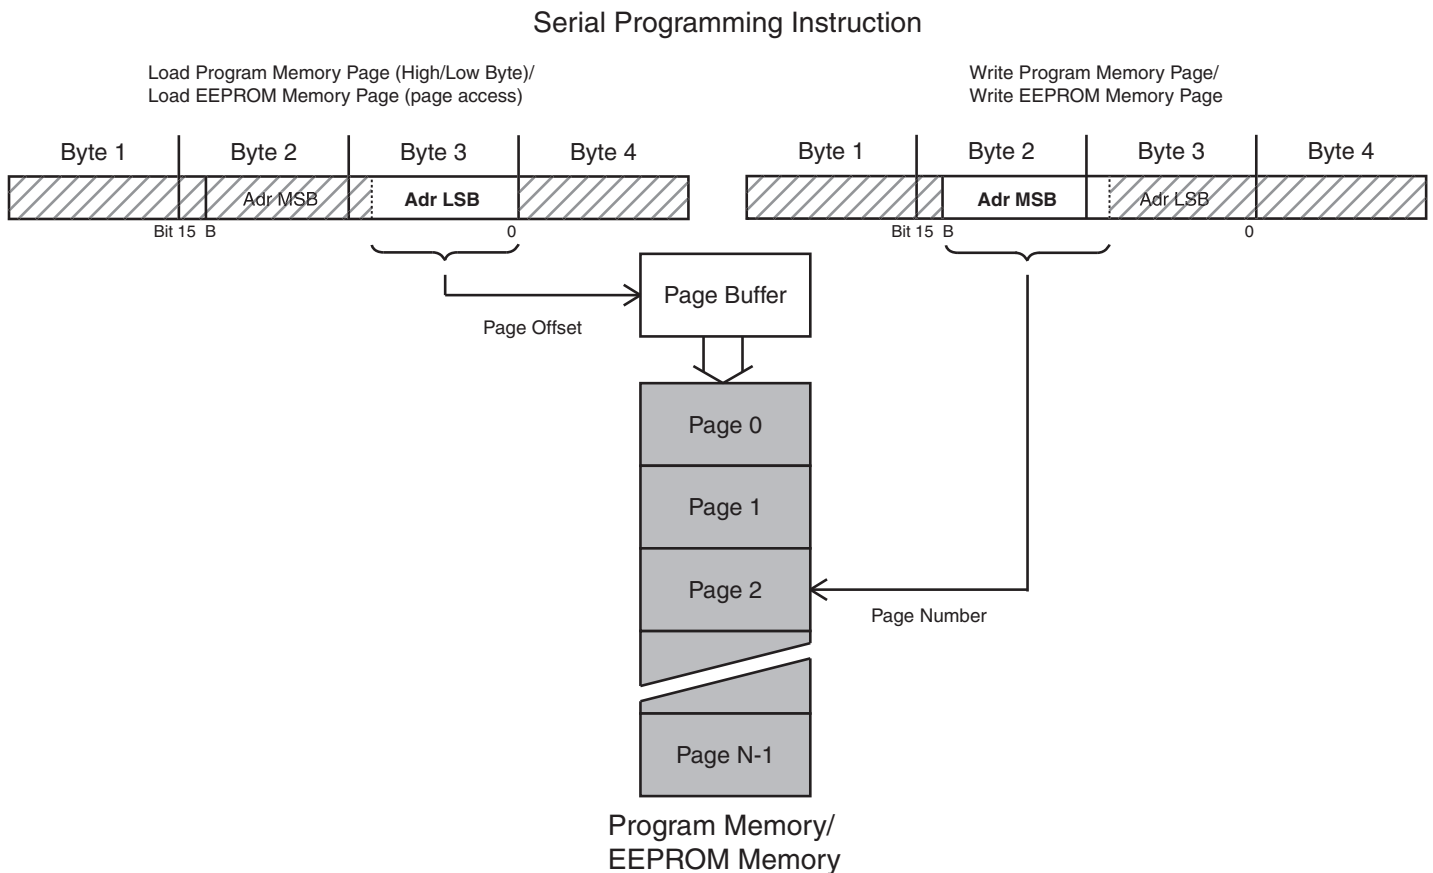 Serial Programming Instruction
Load Program Memory Page (High/Low Byte)/
Load EEPROM Memory Page (page access)
Write Program Memory Page/
Write EEPROM Memory Page
Byte 1 Byte 2 Byte 3 Byte 4
Byte 1 Byte 2 Byte 3 Byte 4
Adr MSB Adr LSB
Adr MSB Adr LSB
Bit 15 B 0
Bit 15 B 0
Page Buffer
Page Offset
Page 0
Page 1
Page 2
Page Number
Page N-1
Program Memory/
EEPROM Memory